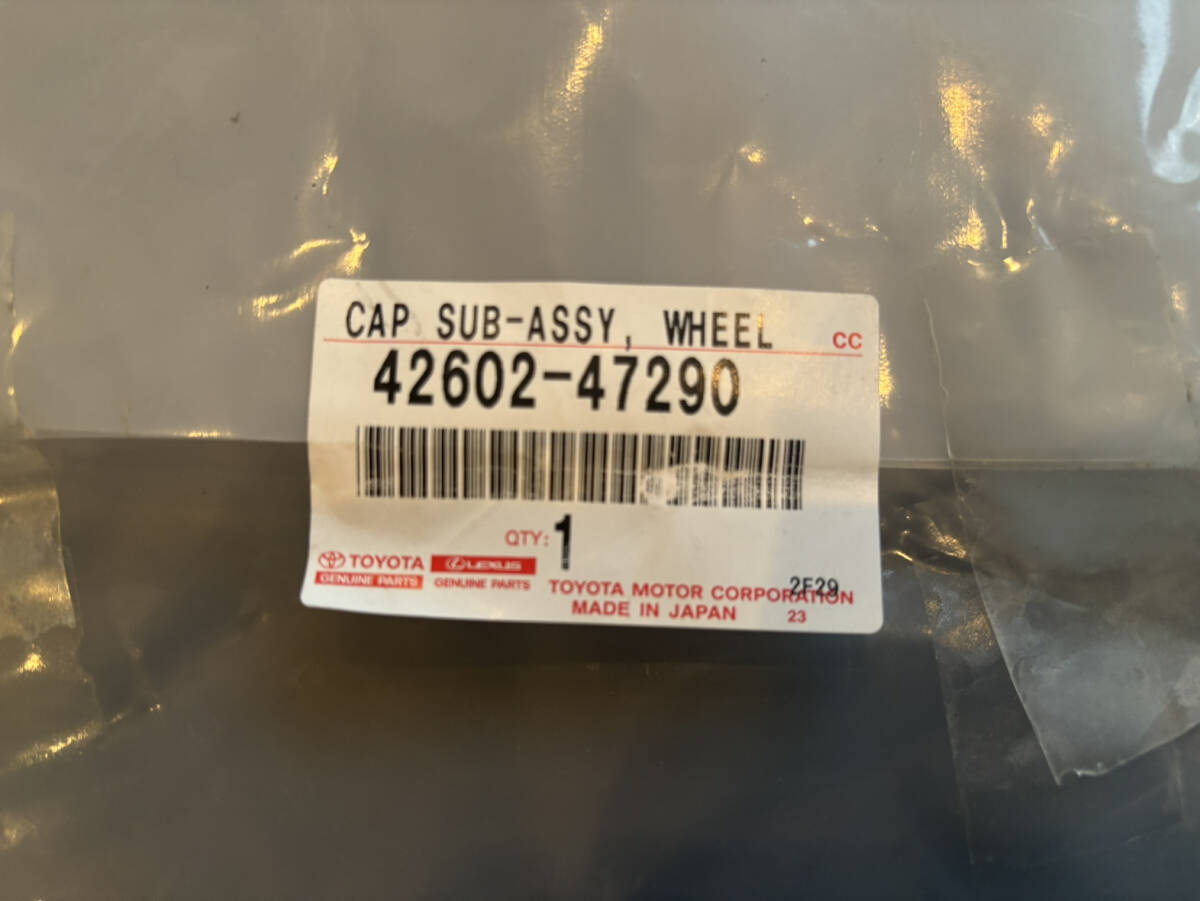 CAP SUB-ASSY, WHEEL CC
42602-47290
QTY: 1
TOYOTA LEXUS
GENUINE PARTS GENUINE PARTS
TOYOTA MOTOR CORPORATION 2F29
MADE IN JAPAN 23